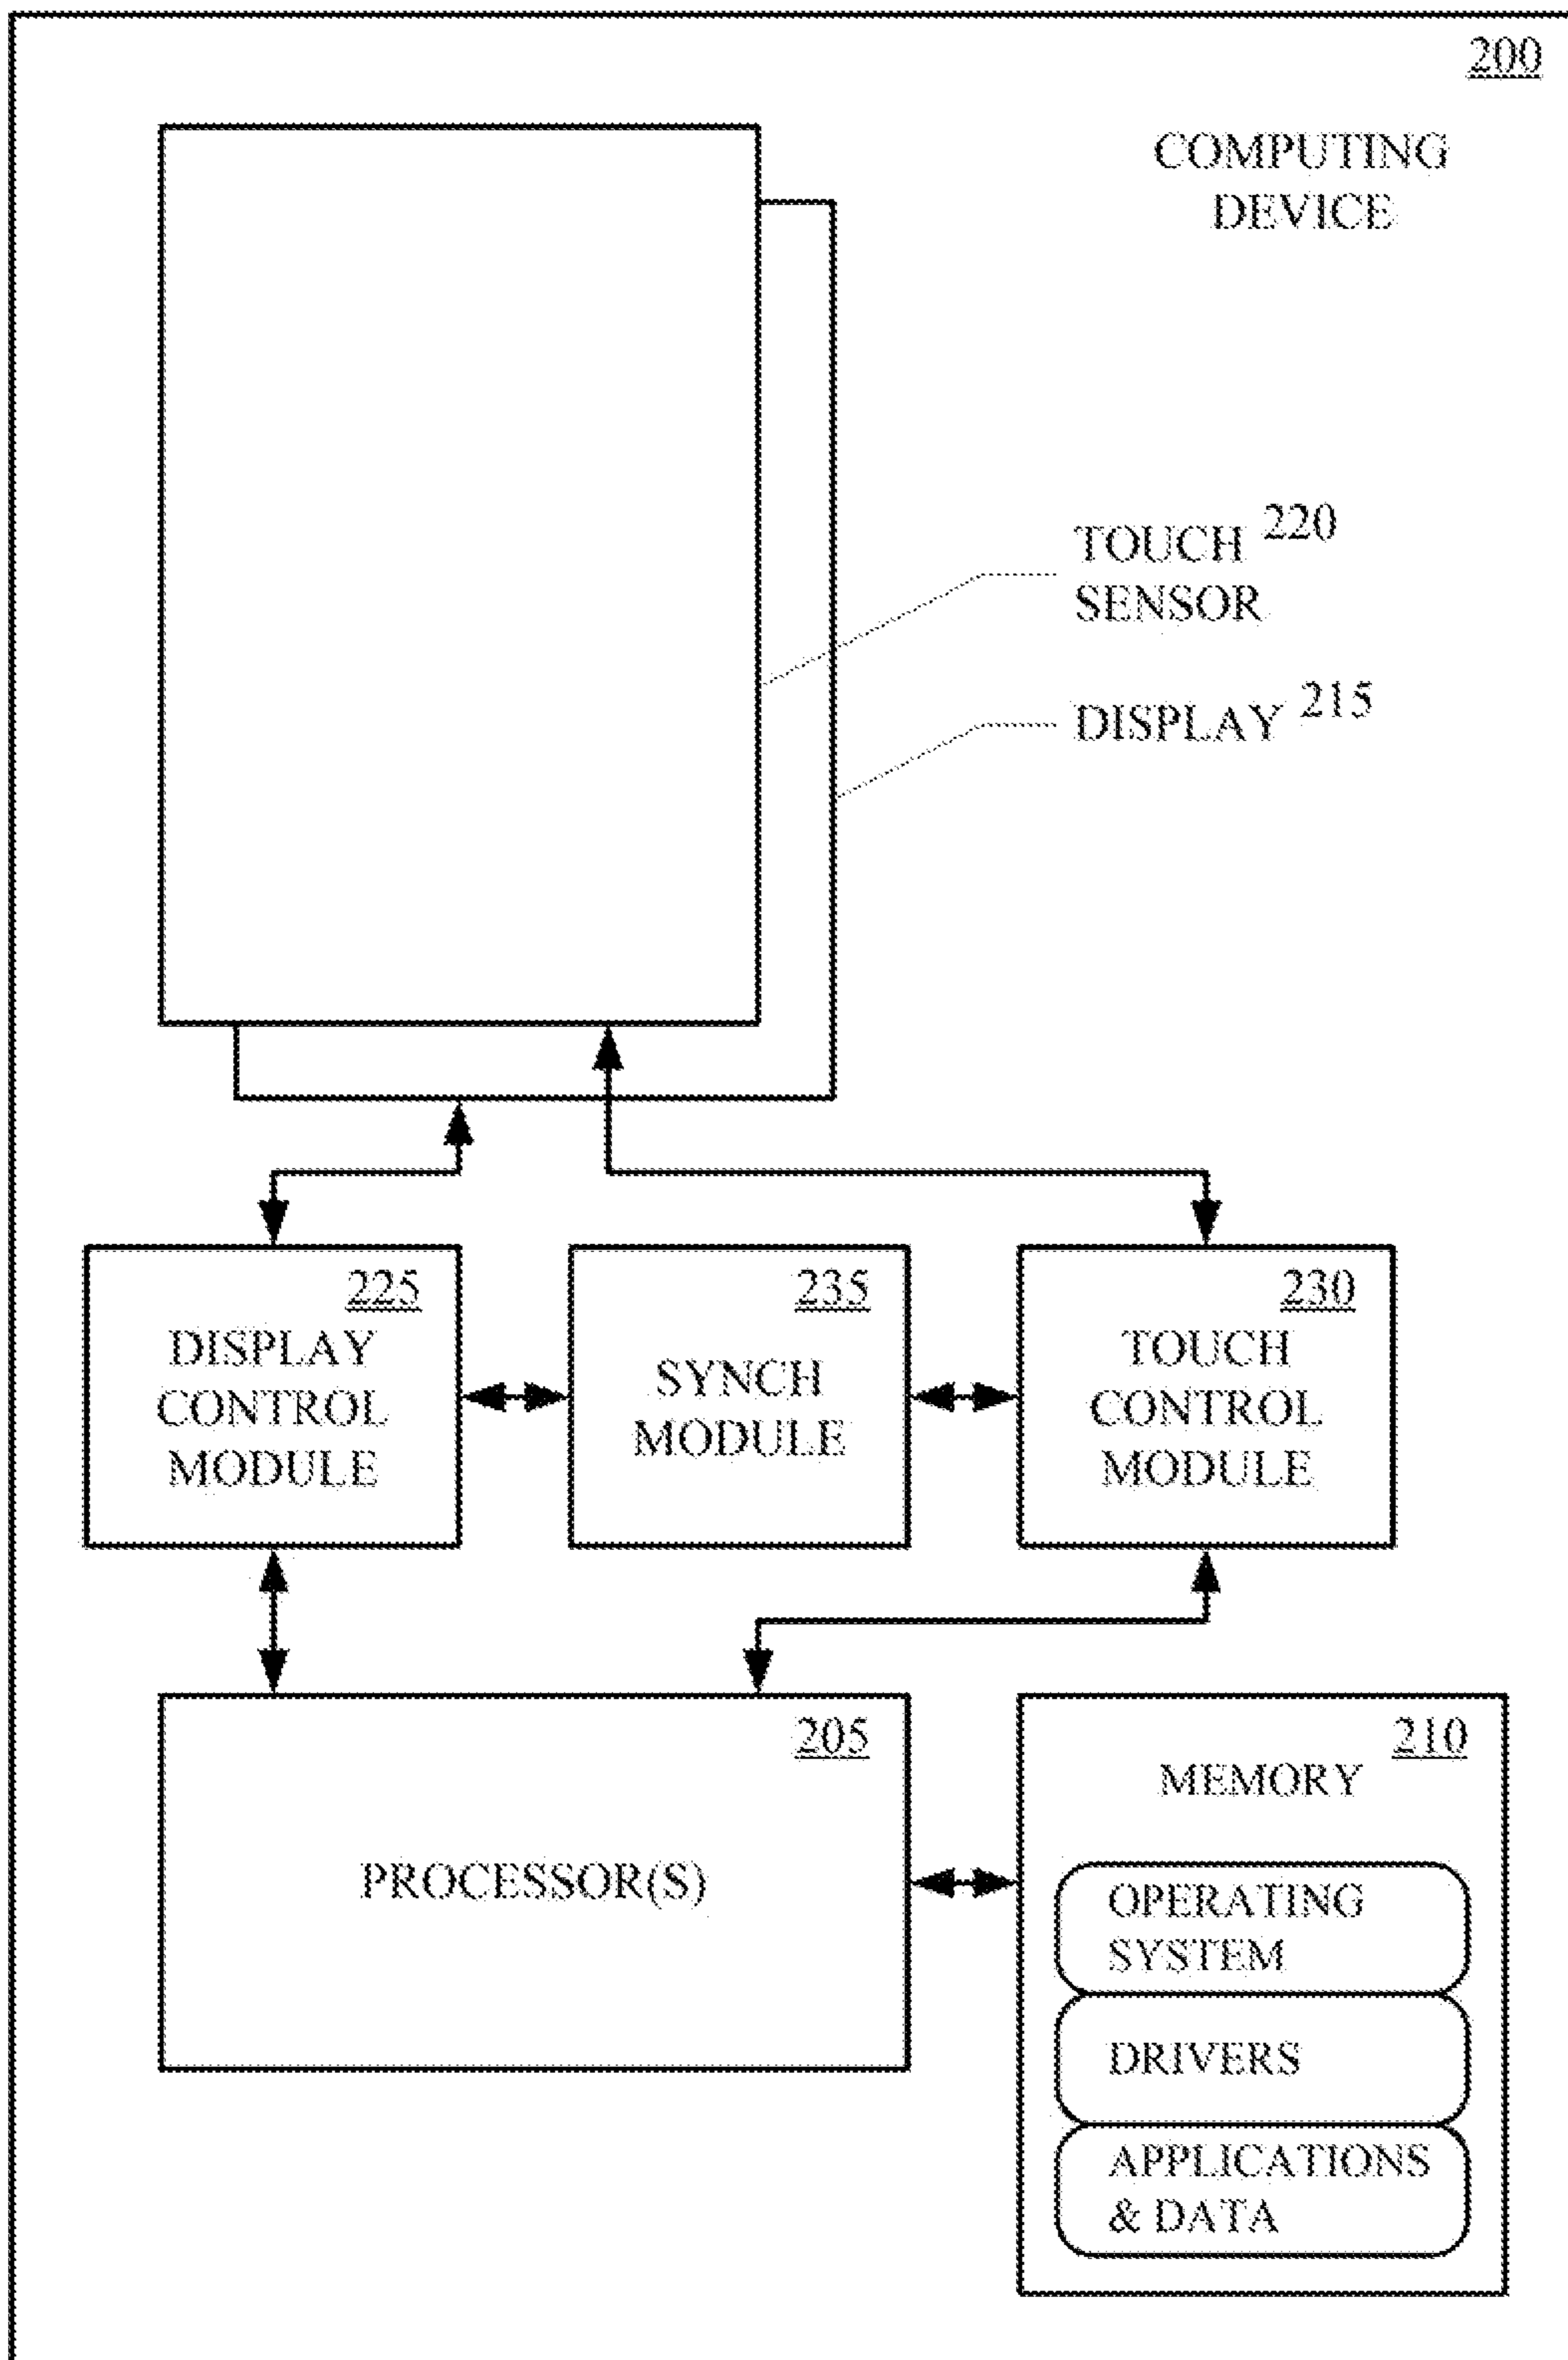 200
COMPUTING
DEVICE
TOUCH 220
SENSOR
DISPLAY 215
225
DISPLAY
CONTROL
MODULE
235
SYNCH
MODULE
230
TOUCH
CONTROL
MODULE
205
PROCESSOR(S)
210
MEMORY
OPERATING
SYSTEM
DRIVERS
APPLICATIONS
& DATA